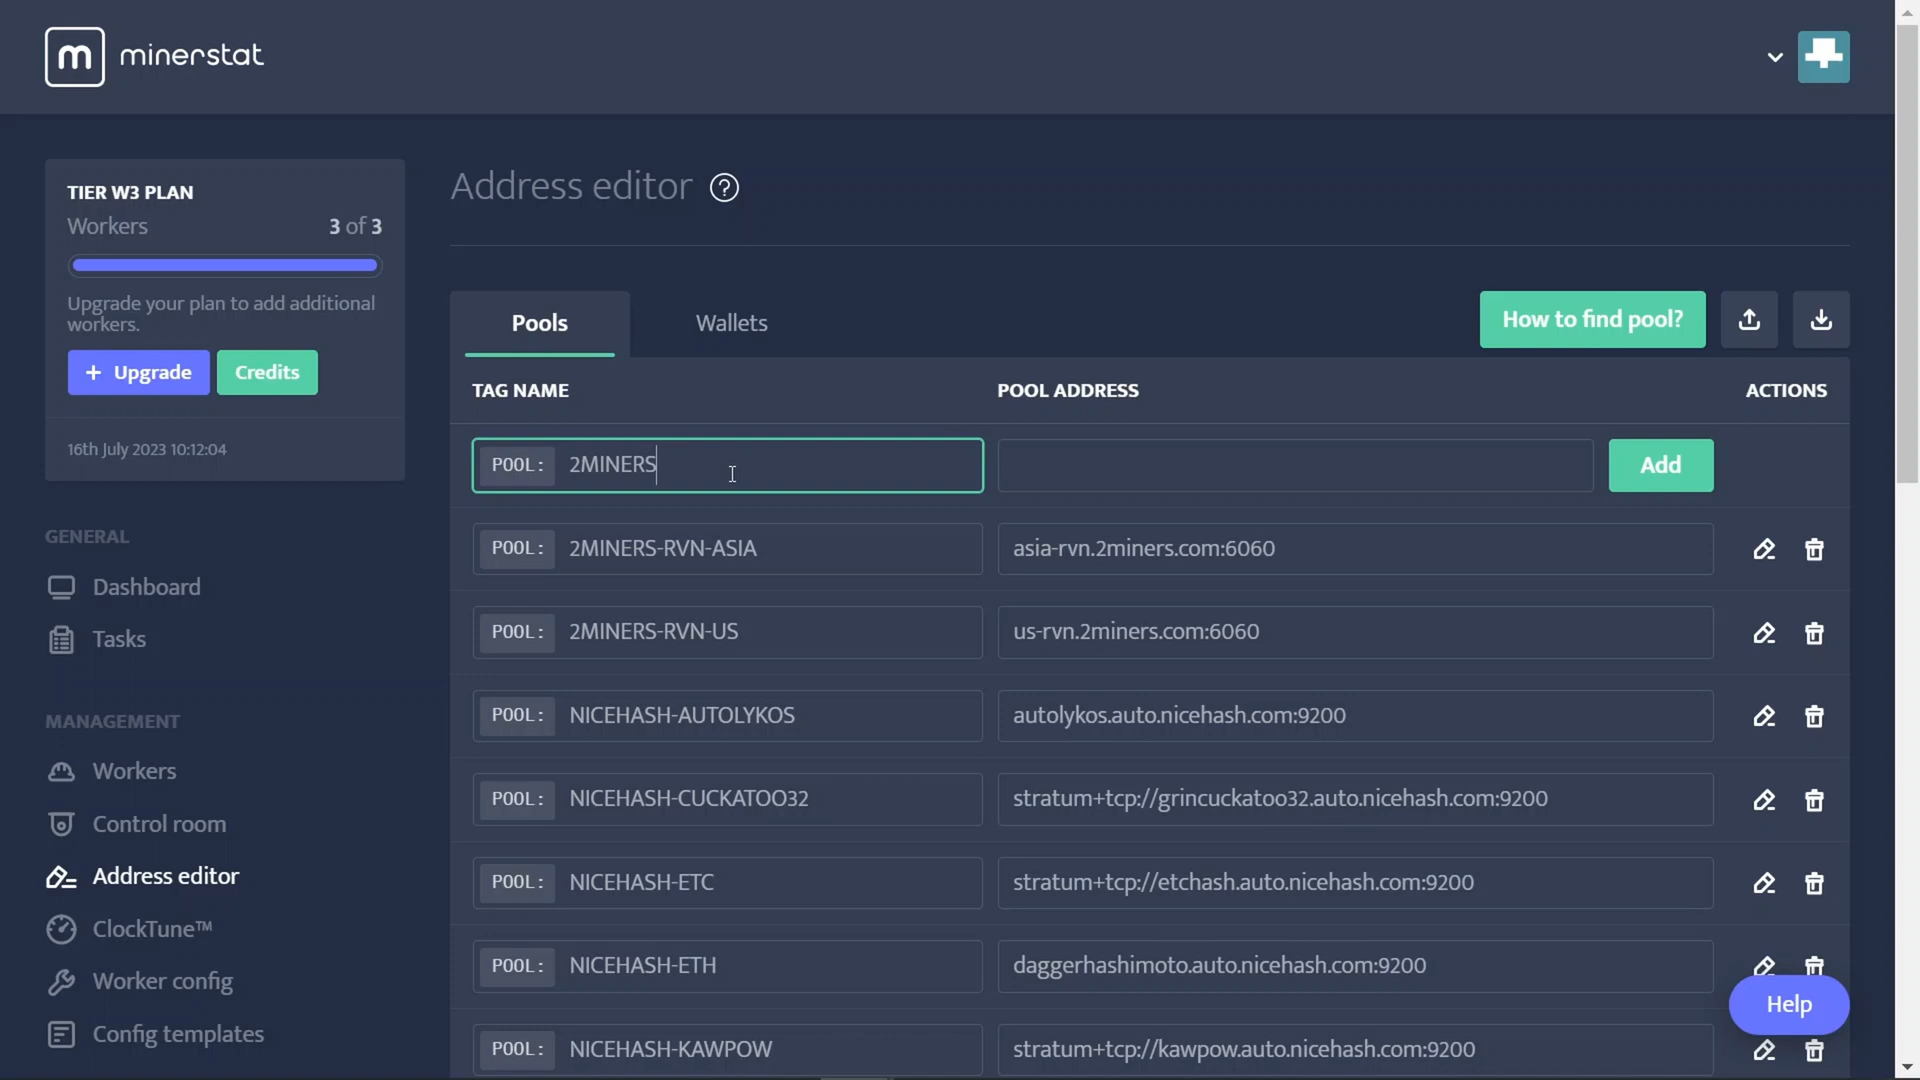 m minerstat
TIER W3 PLAN
Workers 3 of 3
Upgrade your plan to add additional
workers.
+ Upgrade
Credits
16th July 2023 10:12:04
GENERAL
Dashboard
Tasks
MANAGEMENT
Workers
Control room
Address editor
ClockTune™
Worker config
Config templates
Address editor ?
Pools
Wallets
How to find pool?
TAG NAME POOL ADDRESS ACTIONS
POOL: 2MINERS Add
POOL: 2MINERS-RVN-ASIA asia-rvn.2miners.com:6060
POOL: 2MINERS-RVN-US us-rvn.2miners.com:6060
POOL: NICEHASH-AUTOLYKOS autolykos.auto.nicehash.com:9200
POOL: NICEHASH-CUCKATOO32 stratum+tcp://grincuckatoo32.auto.nicehash.com:9200
POOL: NICEHASH-ETC stratum+tcp://etchash.auto.nicehash.com:9200
POOL: NICEHASH-ETH daggerhashimoto.auto.nicehash.com:9200
POOL: NICEHASH-KAWPOW stratum+tcp://kawpow.auto.nicehash.com:9200
Help